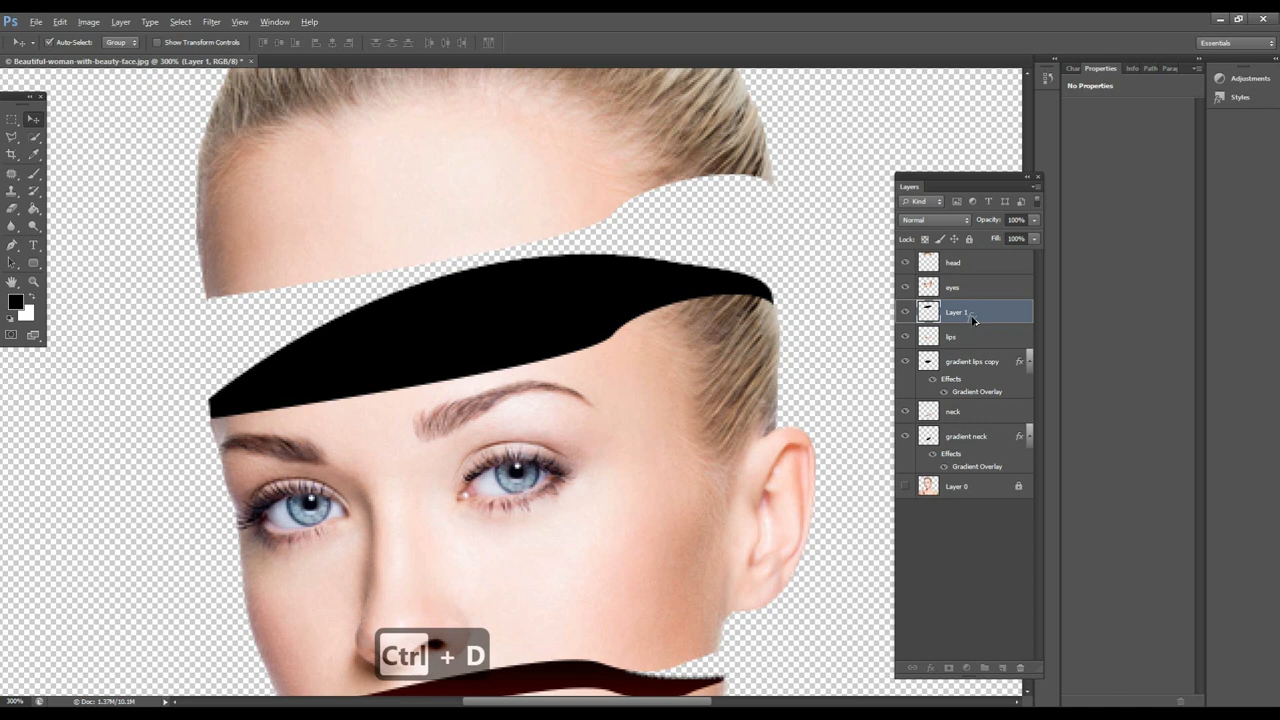 Ps File Edit Image Layer Type Select Filter View Window Help
Auto-Select: Group Show Transform Controls Essentials
© Beautiful-woman-with-beauty-face.jpg @ 300% (Layer 1, RGB/8) * ×
Char Properties Info Path Para
No Properties
Adjustments
Styles
Layers
Kind
Normal Opacity: 100%
Lock: Fill: 100%
head
eyes
Layer 1
lips
gradient lips copy fx
Effects
Gradient Overlay
neck
gradient neck fx
Effects
Gradient Overlay
Layer 0
Ctrl + D
300% Doc: 1.37M/10.1M